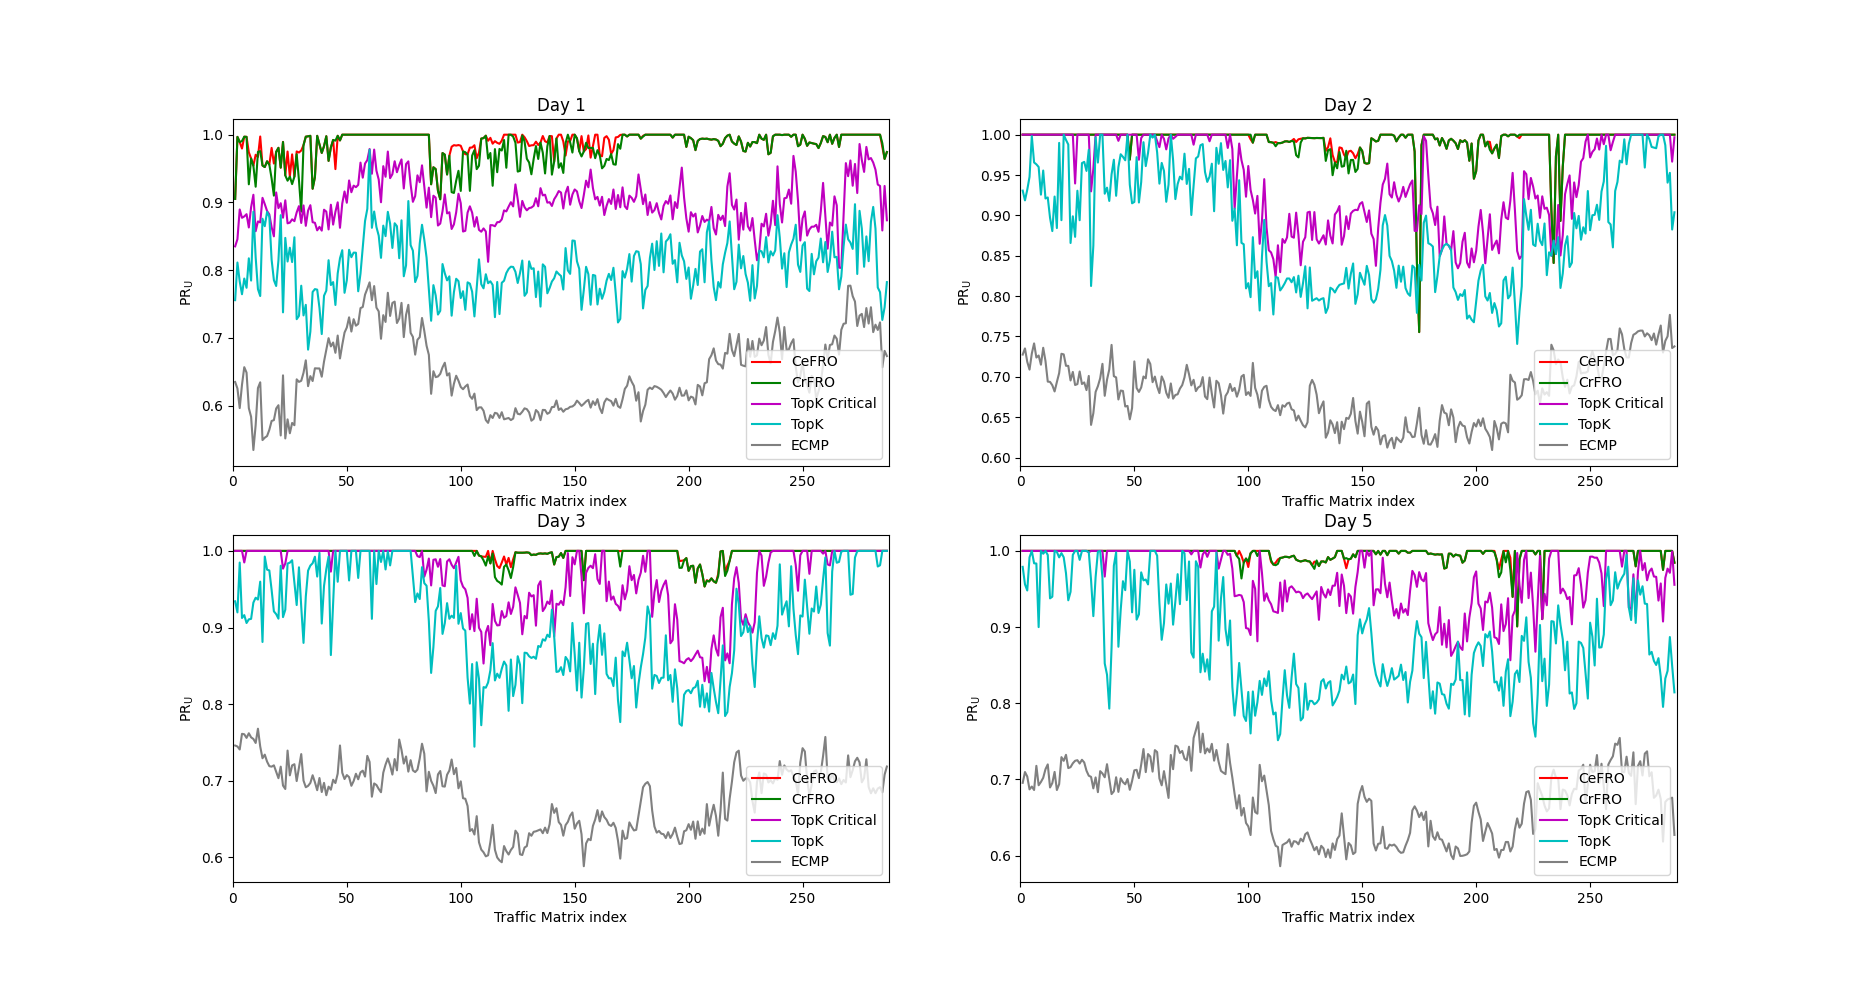 Day 1
1.0
0.9
0.8
0.7
0.6
PRU
0 50 100 150 200 250
Traffic Matrix index
CeFRO
CrFRO
TopK Critical
TopK
ECMP
Day 2
1.00
0.95
0.90
0.85
0.80
0.75
0.70
0.65
0.60
PRU
0 50 100 150 200 250
Traffic Matrix index
CeFRO
CrFRO
TopK Critical
TopK
ECMP
Day 3
1.0
0.9
0.8
0.7
0.6
PRU
0 50 100 150 200 250
Traffic Matrix index
CeFRO
CrFRO
TopK Critical
TopK
ECMP
Day 5
1.0
0.9
0.8
0.7
0.6
PRU
0 50 100 150 200 250
Traffic Matrix index
CeFRO
CrFRO
TopK Critical
TopK
ECMP